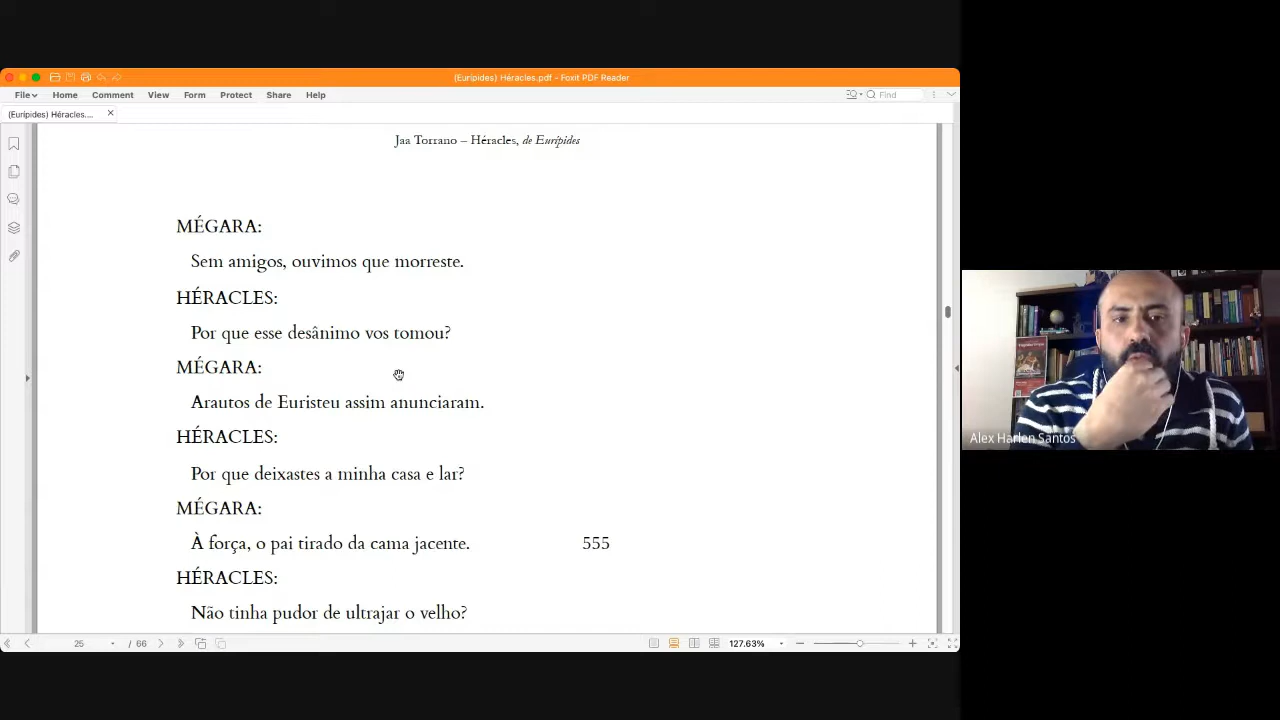 (Eurípides) Héracles.pdf - Foxit PDF Reader
File Home Comment View Form Protect Share Help
Find
(Eurípides) Héracles....
Jaa Torrano – Héracles, de Eurípides
MÉGARA:
Sem amigos, ouvimos que morreste.
HÉRACLES:
Por que esse desânimo vos tomou?
MÉGARA:
Arautos de Euristeu assim anunciaram.
HÉRACLES:
Por que deixastes a minha casa e lar?
MÉGARA:
À força, o pai tirado da cama jacente. 555
HÉRACLES:
Não tinha pudor de ultrajar o velho?
25 / 66
127.63%
Alex Harlen Santos